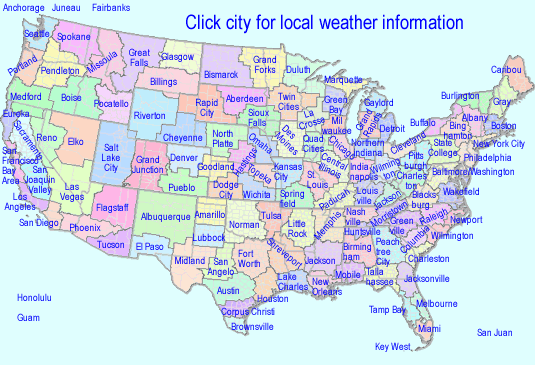 Anchorage Juneau Fairbanks
Click city for local weather information
Seattle
Spokane
Portland
Pendleton
Missoula
Great
Falls
Glasgow
Billings
Bismarck
Grand
Forks
Duluth
Marquette
Caribou
Medford
Boise
Pocatello
Riverton
Rapid
City
Aberdeen
Twin
Cities
La
Crosse
Green
Bay
Mil
waukee
Gaylord
Grand
Rapids
Detroit
Buffalo
Burlington
Gray
Albany
Bing
hamton
Boston
New York City
Eureka
Sacramento
Reno
Elko
Salt
Lake
City
Cheyenne
North
Platte
Sioux
Falls
Omaha
Des
Moines
Quad
Cities
Chicago
Northern
Indiana
Cleveland
State
College
Philadelphia
San
Francisco
Bay
Area
San
Joaquin
Valley
Las
Vegas
Grand
Junction
Denver
Goodland
Hastings
Topeka
Kansas
City
Central
Illinois
St.
Louis
India
napolis
Wilming
ton
Pitts
burgh
Charles
ton
Baltimore/Washington
Los
Angeles
San Diego
Flagstaff
Phoenix
Tucson
Pueblo
Dodge
City
Wichita
Spring
field
Paducah
Louis
ville
Jackson
Blacks
burg
Wakefield
Albuquerque
Amarillo
Norman
Tulsa
Little
Rock
Memphis
Nash
ville
Huntsville
Morristown
Green
ville
Raleigh
Newport
Wilmington
Columbia
Charleston
El Paso
Lubbock
Midland
San
Angelo
Fort
Worth
Shreveport
Jackson
Birming
ham
Peach
tree
City
Austin
Houston
Lake
Charles
New
Orleans
Mobile
Talla
hassee
Jacksonville
Corpus Christi
Brownsville
Tampa Bay
Melbourne
Miami
Key West
San Juan
Honolulu
Guam